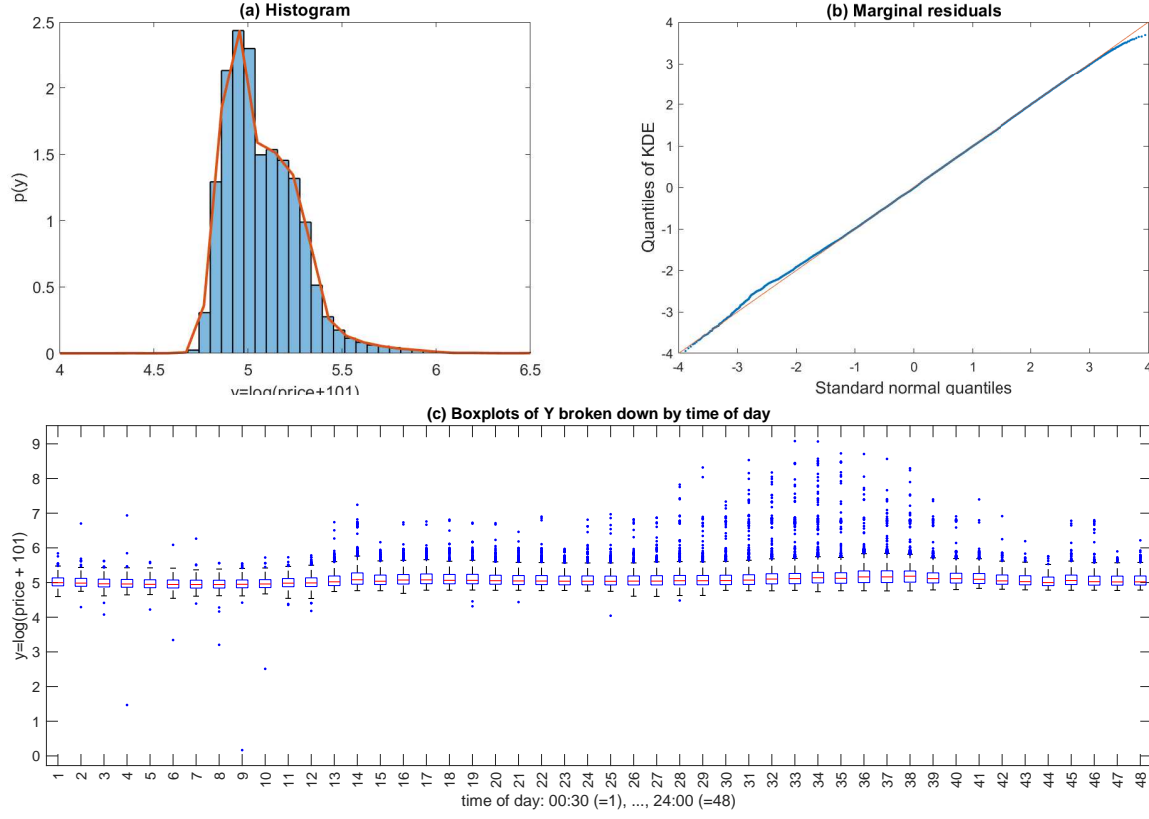 (a) Histogram
2.5
2
1.5
1
0.5
0
p(y)
4 4.5 5 5.5 6 6.5
y=log(price+101)
(b) Marginal residuals
4
3
2
1
0
-1
-2
-3
-4
Quantiles of KDE
-4 -3 -2 -1 0 1 2 3 4
Standard normal quantiles
(c) Boxplots of Y broken down by time of day
9
8
7
6
5
4
3
2
1
0
y=log(price + 101)
1 2 3 4 5 6 7 8 9 10 11 12 13 14 15 16 17 18 19 20 21 22 23 24 25 26 27 28 29 30 31 32 33 34 35 36 37 38 39 40 41 42 43 44 45 46 47 48
time of day: 00:30 (=1), ..., 24:00 (=48)